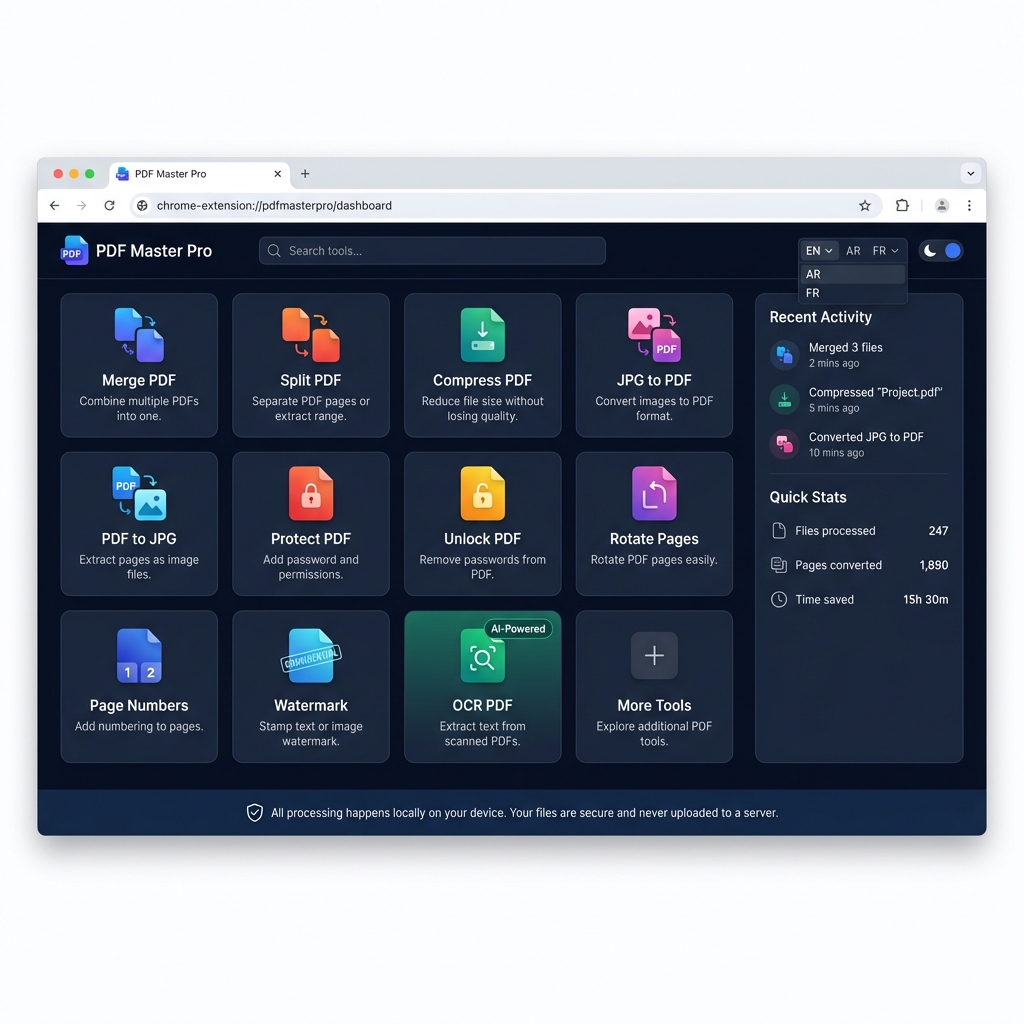 PDF Master Pro
chrome-extension://pdfmasterpro/dashboard
PDF
PDF Master Pro
Search tools...
EN AR FR
AR
FR
Merge PDF
Combine multiple PDFs
into one.
Split PDF
Separate PDF pages or
extract range.
Compress PDF
Reduce file size without
losing quality.
PDF
JPG to PDF
Convert images to PDF
format.
PDF
PDF to JPG
Extract pages as image
files.
Protect PDF
Add password and
permissions.
Unlock PDF
Remove passwords from
PDF.
Rotate Pages
Rotate PDF pages easily.
1 2
Page Numbers
Add numbering to pages.
Watermark
Stamp text or image
watermark.
AI-Powered
OCR PDF
Extract text from
scanned PDFs.
More Tools
Explore additional PDF
tools.
Recent Activity
Merged 3 files
2 mins ago
Compressed "Project.pdf"
5 mins ago
Converted JPG to PDF
10 mins ago
Quick Stats
Files processed 247
Pages converted 1,890
Time saved 15h 30m
All processing happens locally on your device. Your files are secure and never uploaded to a server.